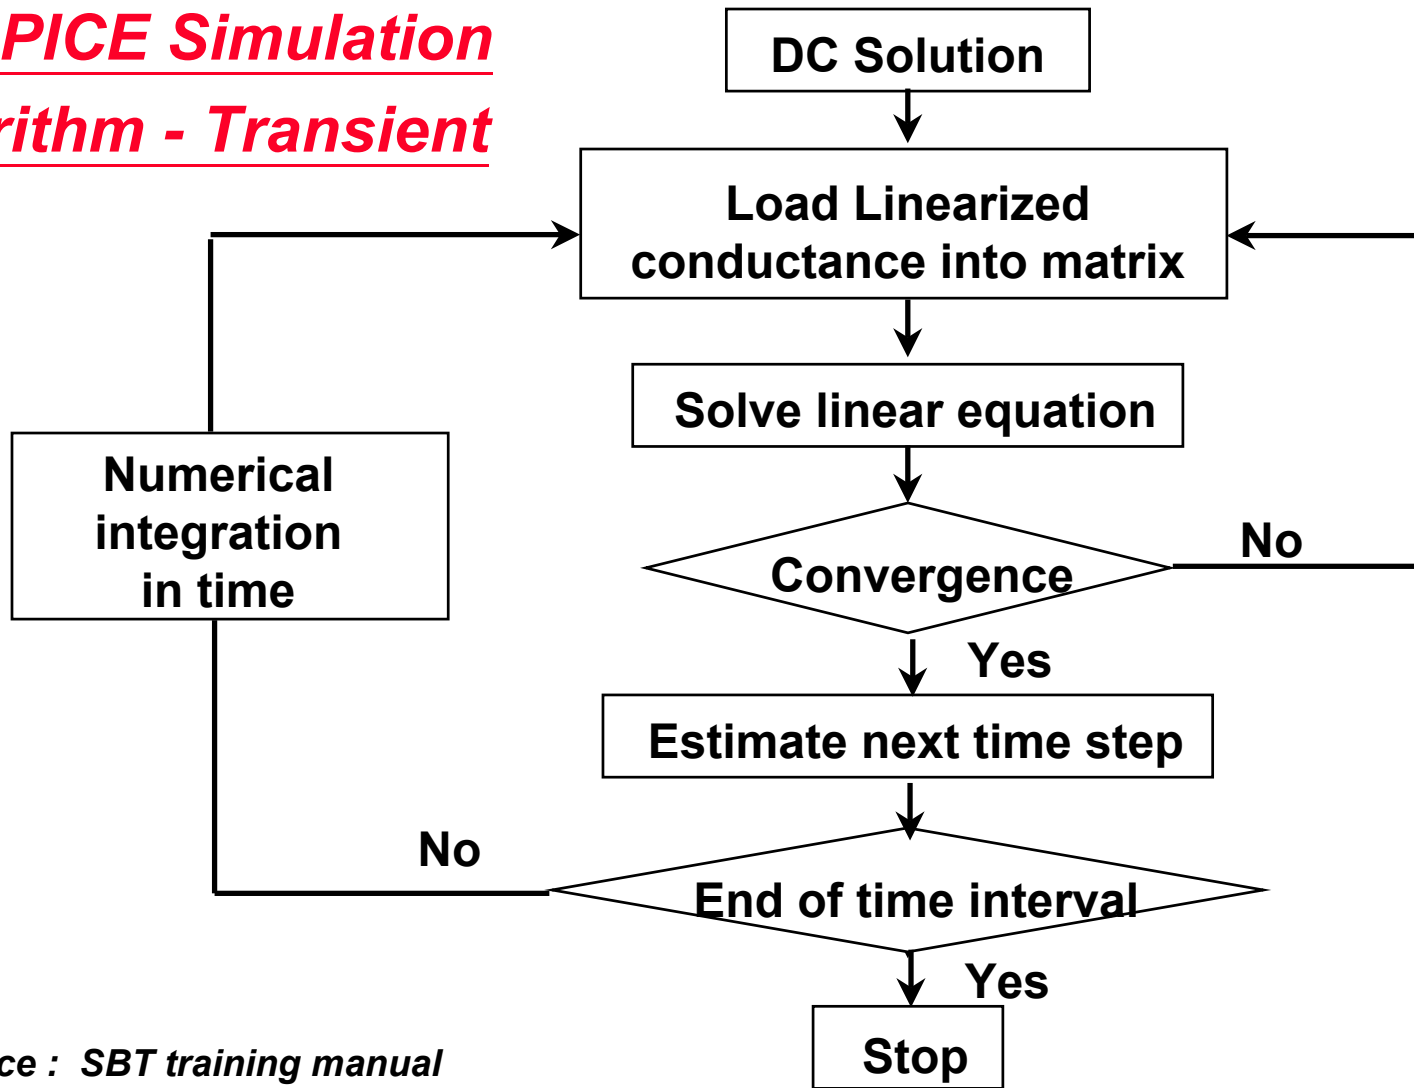 PICE Simulation
rithm - Transient
DC Solution
Load Linearized
conductance into matrix
Solve linear equation
Numerical
integration
in time
Convergence
No
Yes
Estimate next time step
No
End of time interval
Yes
Stop
ce : SBT training manual